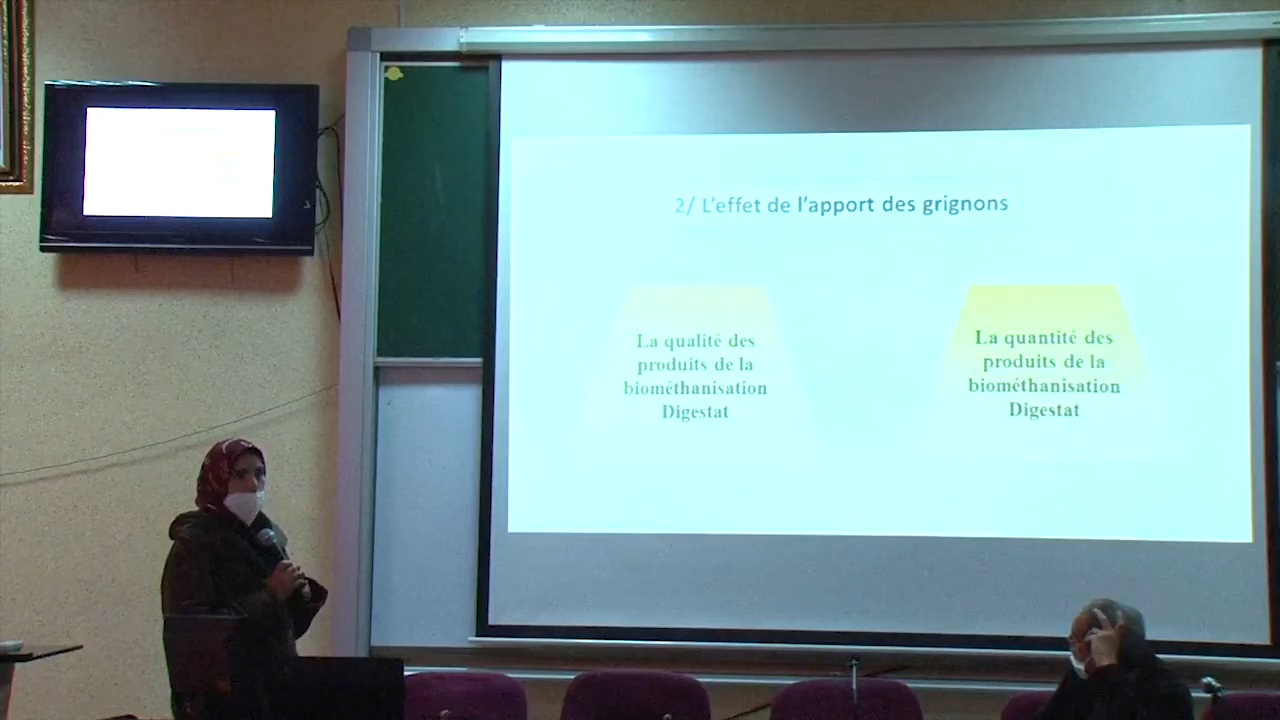 2/ L'effet de l'apport des grignons
La qualité des
produits de la
biométhanisation
Digestat
La quantité des
produits de la
biométhanisation
Digestat